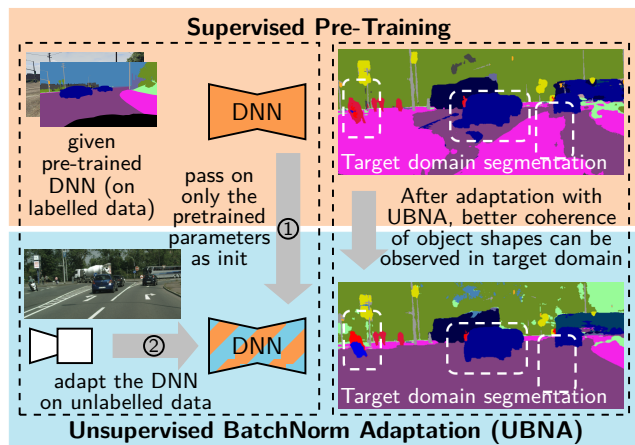 Supervised Pre-Training
DNN
given
pre-trained
DNN (on
labelled data)
pass on
only the
pretrained
parameters
as init
1
Target domain segmentation
After adaptation with
UBNA, better coherence
of object shapes can be
observed in target domain
2
DNN
adapt the DNN
on unlabelled data
Target domain segmentation
Unsupervised BatchNorm Adaptation (UBNA)